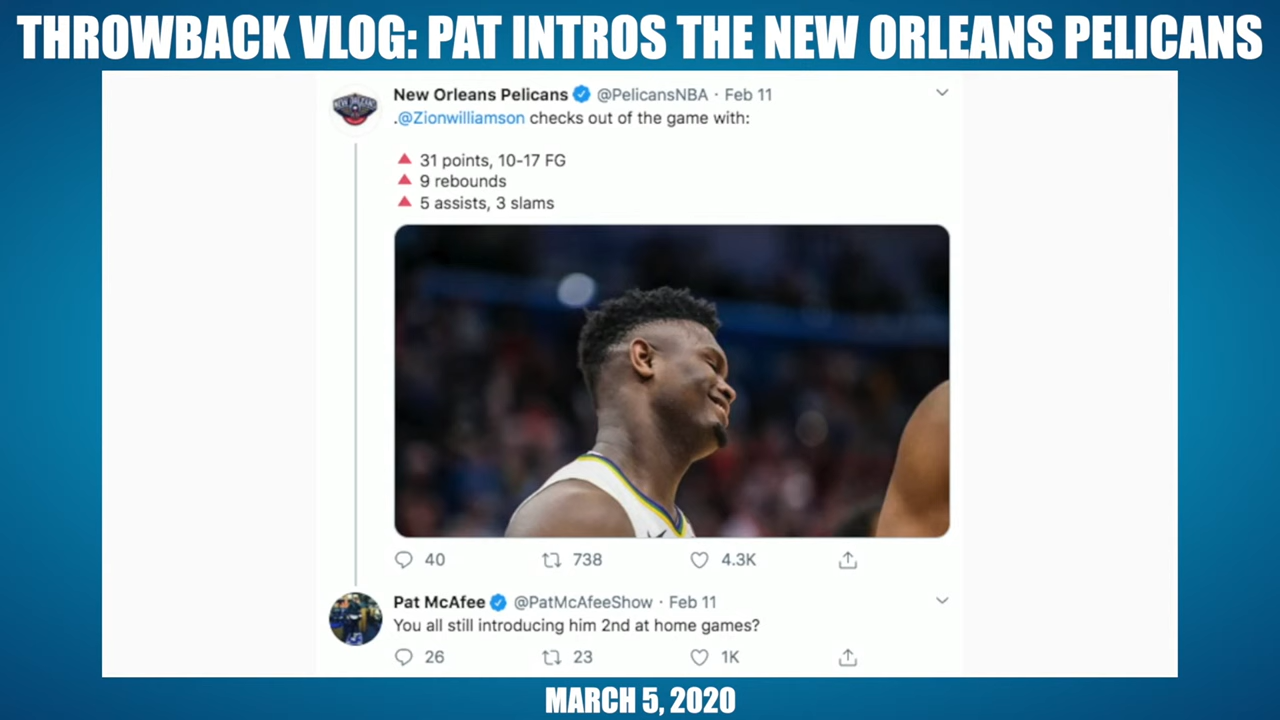 THROWBACK VLOG: PAT INTROS THE NEW ORLEANS PELICANS
New Orleans Pelicans @PelicansNBA · Feb 11
.@Zionwilliamson checks out of the game with:
31 points, 10-17 FG
9 rebounds
5 assists, 3 slams
40 738 4.3K
Pat McAfee @PatMcAfeeShow · Feb 11
You all still introducing him 2nd at home games?
26 23 1K
MARCH 5, 2020